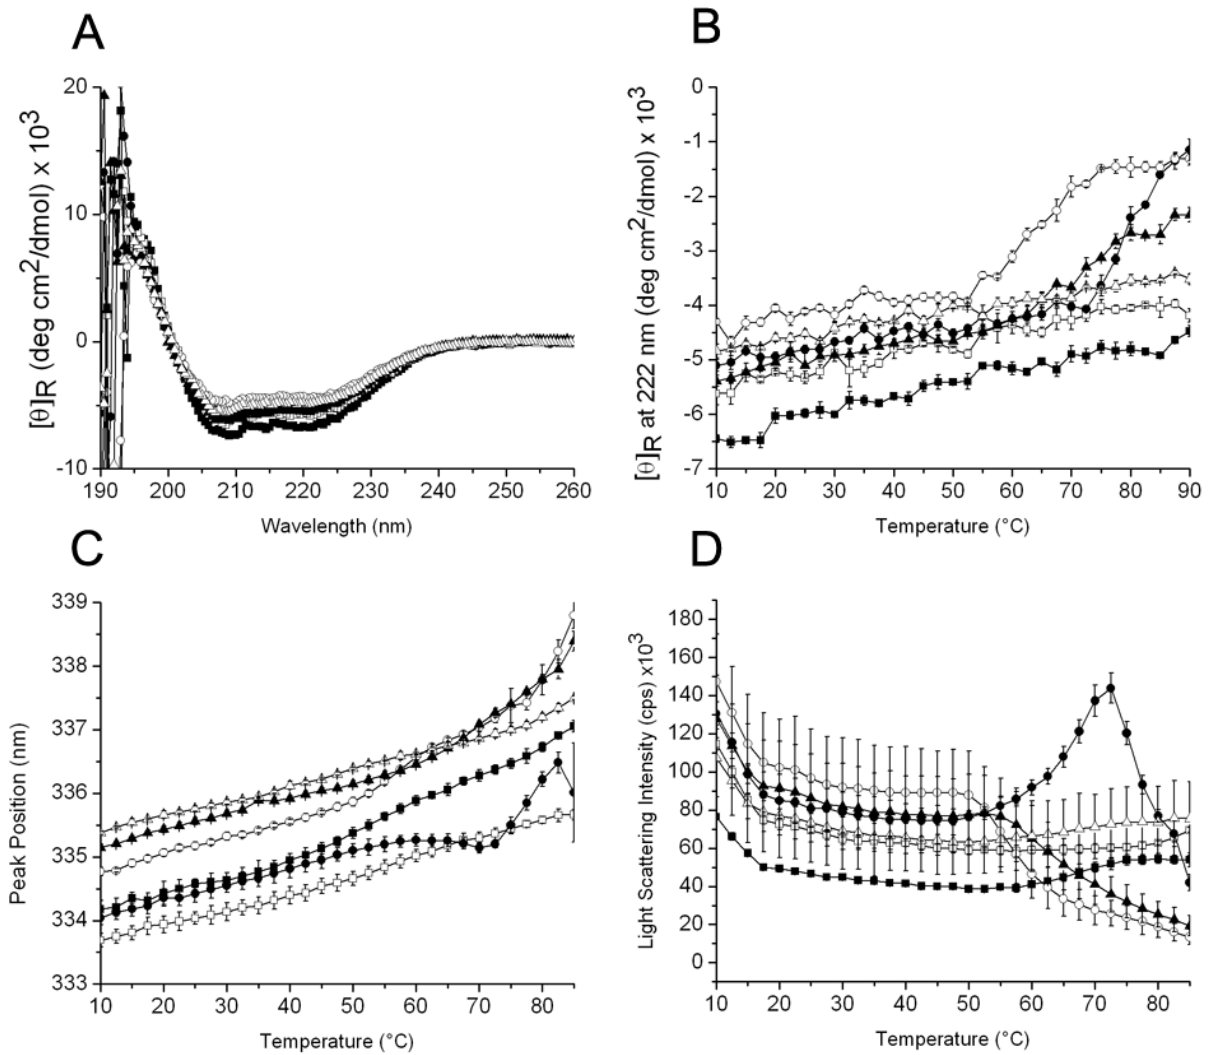 A
20
10
0
-10
190 200 210 220 230 240 250 260
[θ]R (deg cm2/dmol) x 103
Wavelength (nm)
B
0
-1
-2
-3
-4
-5
-6
-7
10 20 30 40 50 60 70 80 90
[θ]R at 222 nm (deg cm2/dmol) x 103
Temperature (°C)
C
339
338
337
336
335
334
333
10 20 30 40 50 60 70 80
Peak Position (nm)
Temperature (°C)
D
180
160
140
120
100
80
60
40
20
0
10 20 30 40 50 60 70 80
Light Scattering Intensity (cps) x103
Temperature (°C)